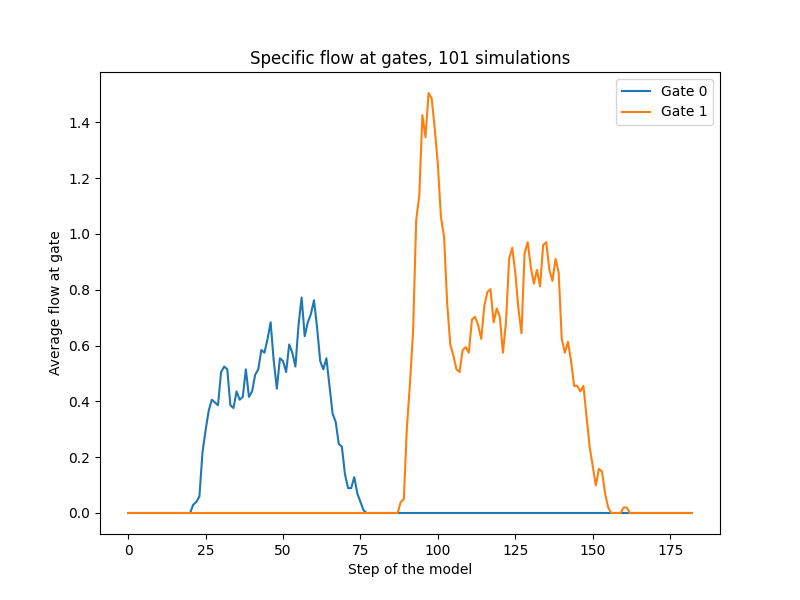 Specific flow at gates, 101 simulations
Gate 0
Gate 1
Average flow at gate
1.4
1.2
1.0
0.8
0.6
0.4
0.2
0.0
0 25 50 75 100 125 150 175
Step of the model